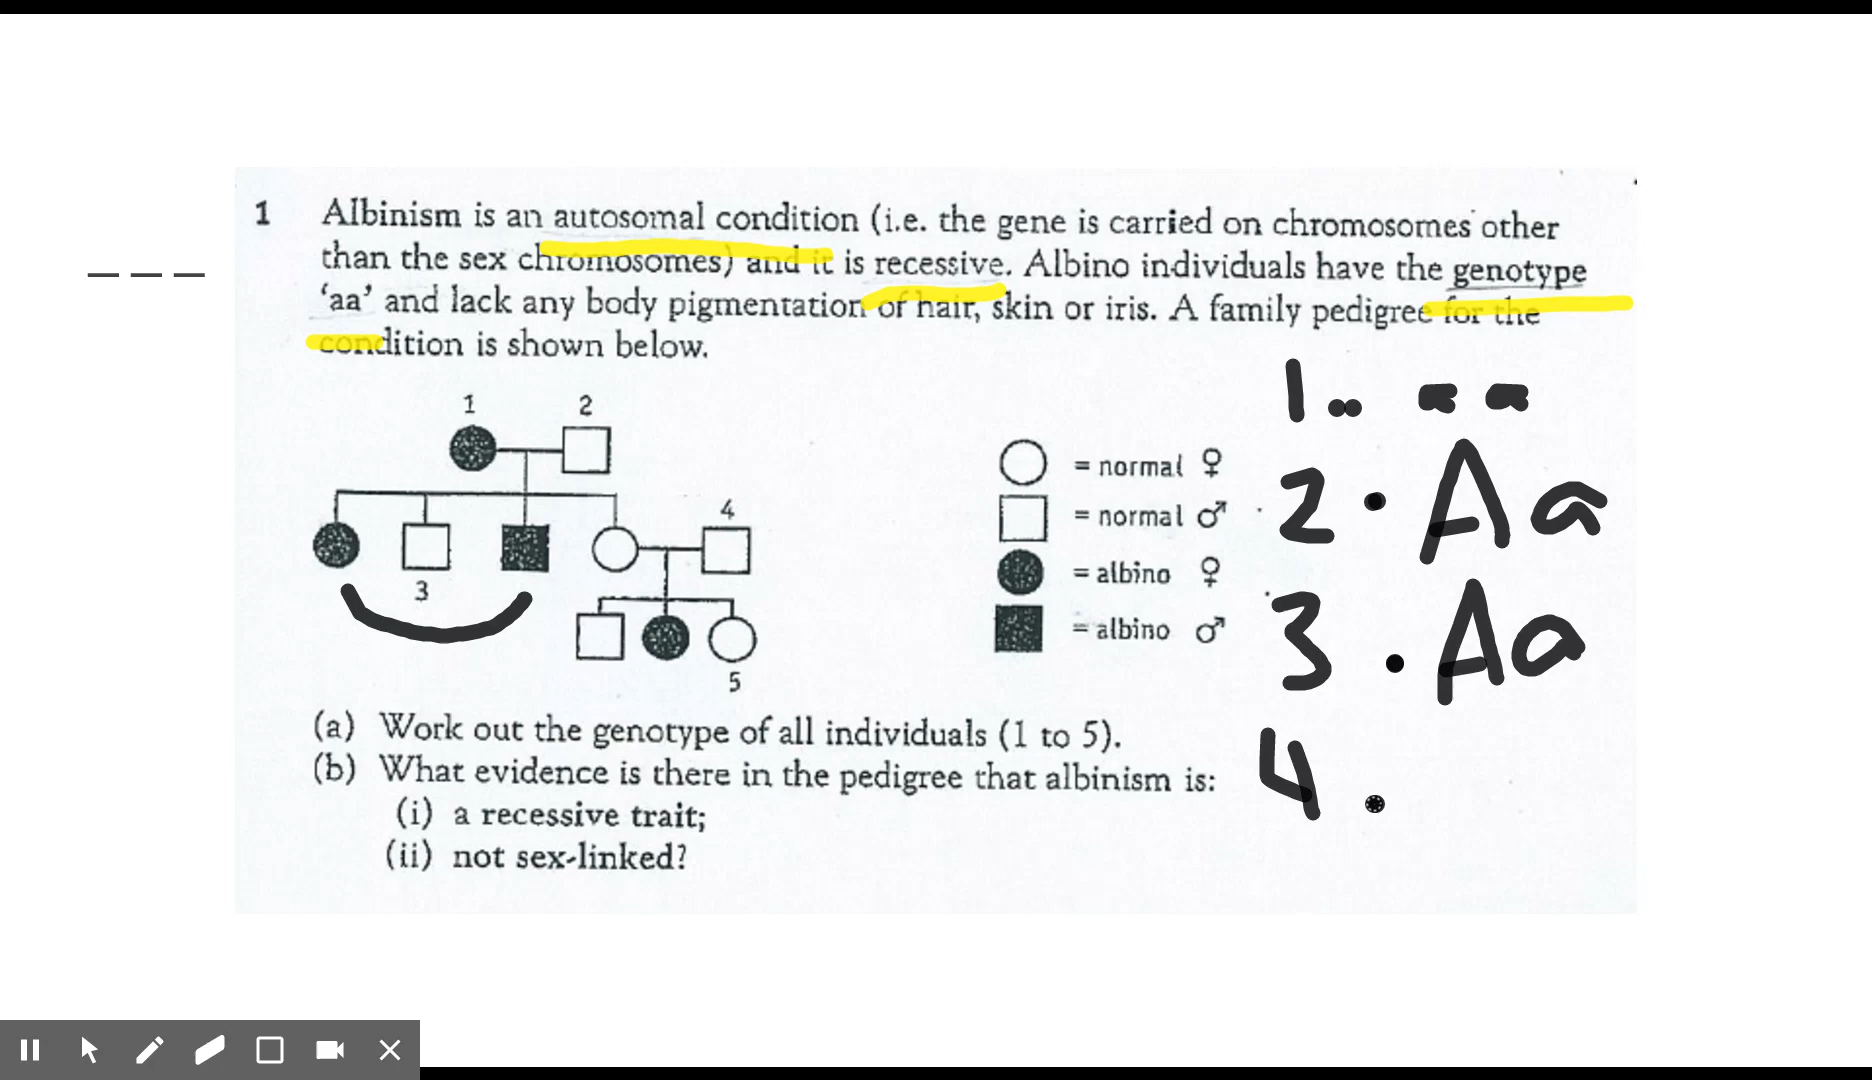 1 Albinism is an autosomal condition (i.e. the gene is carried on chromosomes other
than the sex chromosomes) and it is recessive. Albino individuals have the genotype
‘aa’ and lack any body pigmentation of hair, skin or iris. A family pedigree for the
condition is shown below.
1 2
4
3
5
= normal ♀
= normal ♂
= albino ♀
= albino ♂
1.. aa
2. Aa
3. Aa
4.
(a) Work out the genotype of all individuals (1 to 5).
(b) What evidence is there in the pedigree that albinism is:
(i) a recessive trait;
(ii) not sex-linked?